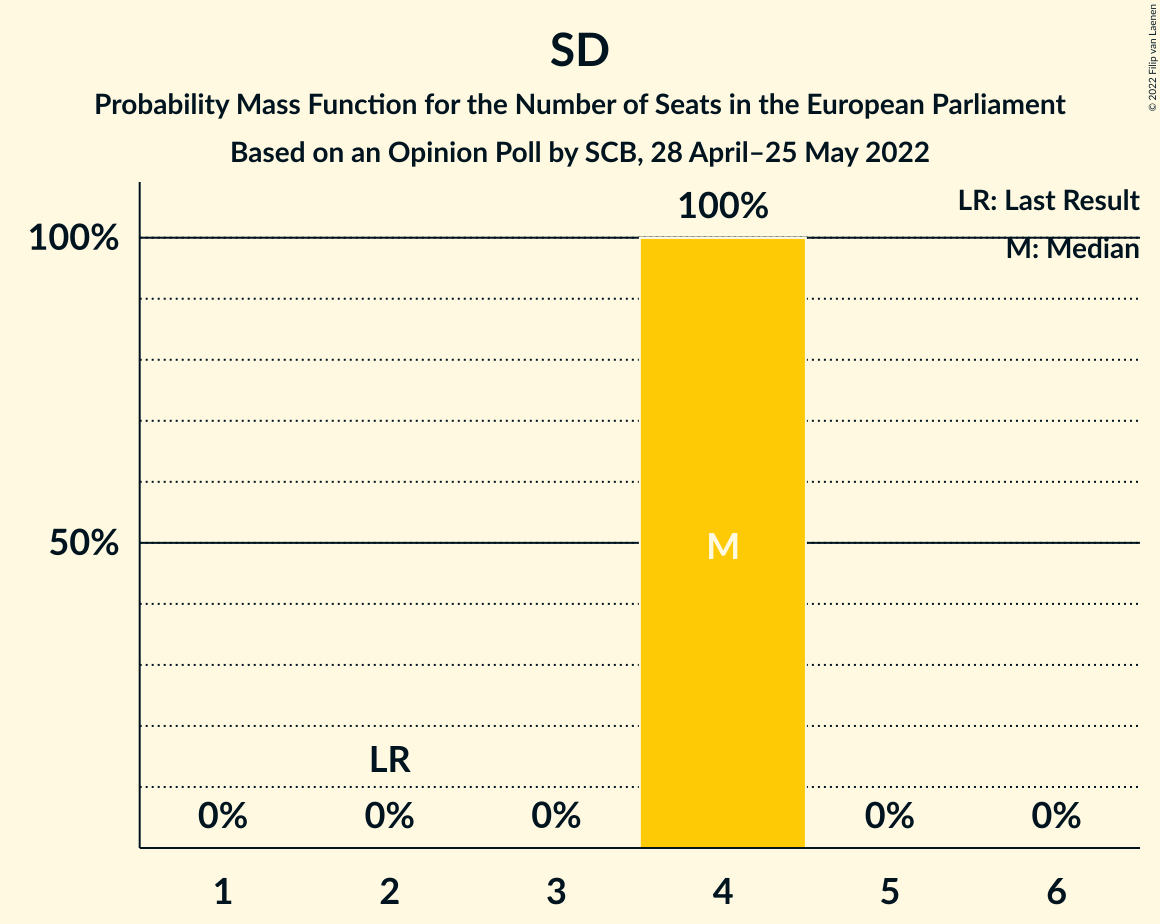 SD
Probability Mass Function for the Number of Seats in the European Parliament
Based on an Opinion Poll by SCB, 28 April–25 May 2022
© 2022 Filip van Laenen
LR: Last Result
M: Median
100%
100%
50%
M
LR
0%
0%
0%
0%
0%
1
2
3
4
5
6